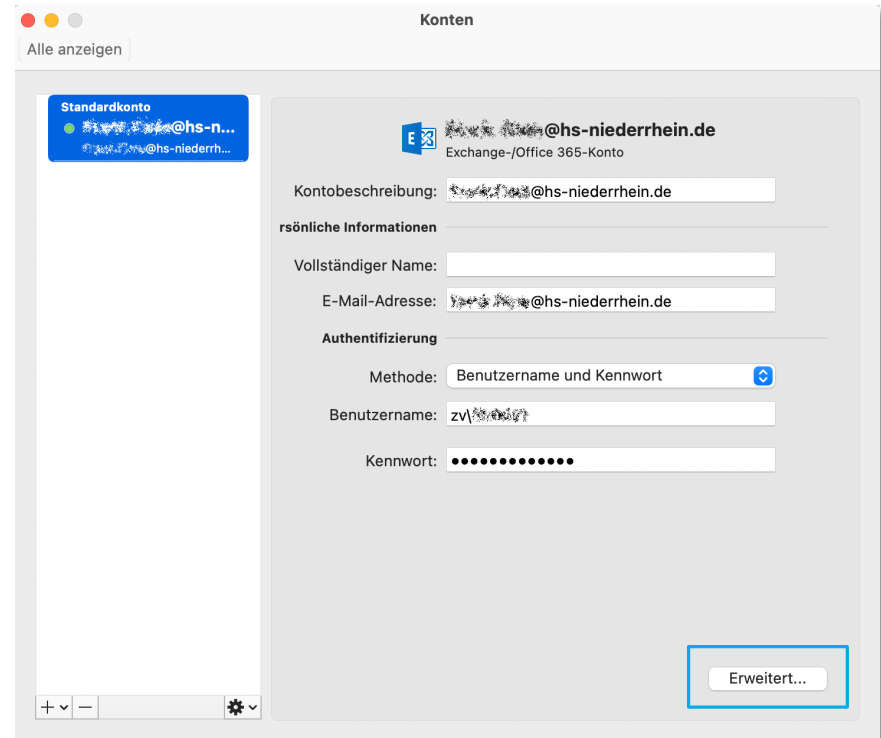 Konten
Alle anzeigen
Standardkonto
@hs-n...
@hs-niederrh...
@hs-niederrhein.de
Exchange-/Office 365-Konto
Kontobeschreibung: @hs-niederrhein.de
rsönliche Informationen
Vollständiger Name:
E-Mail-Adresse: @hs-niederrhein.de
Authentifizierung
Methode: Benutzername und Kennwort
Benutzername: zv\
Kennwort: •••••••••••••
Erweitert...